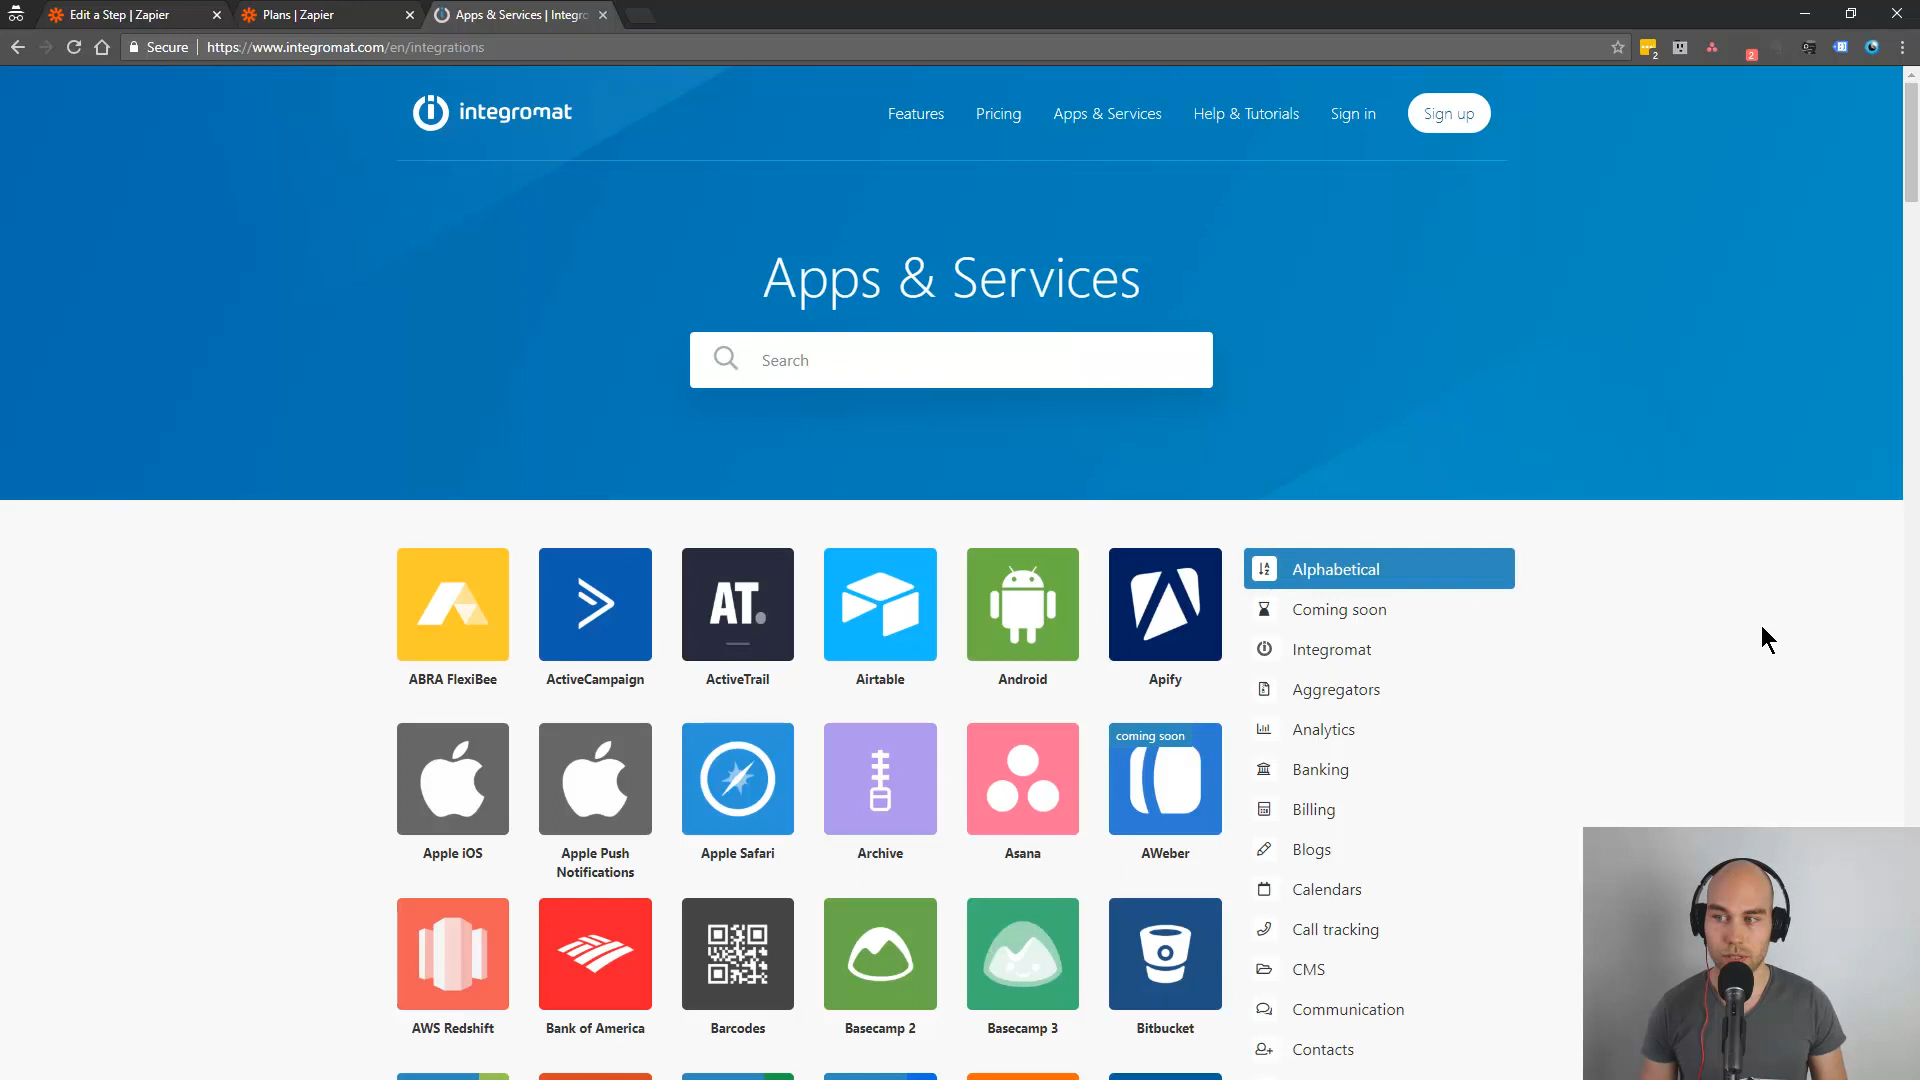 Edit a Step | Zapier
Plans | Zapier
Apps & Services | Integro
Secure
https://www.integromat.com/en/integrations
2
2
integromat
Features
Pricing
Apps & Services
Help & Tutorials
Sign in
Sign up
Apps & Services
Search
AT.
ABRA FlexiBee
ActiveCampaign
ActiveTrail
Airtable
Android
Apify
coming soon
Apple iOS
Apple Push
Notifications
Apple Safari
Archive
Asana
AWeber
AWS Redshift
Bank of America
Barcodes
Basecamp 2
Basecamp 3
Bitbucket
Alphabetical
Coming soon
Integromat
Aggregators
Analytics
Banking
Billing
Blogs
Calendars
Call tracking
CMS
Communication
Contacts